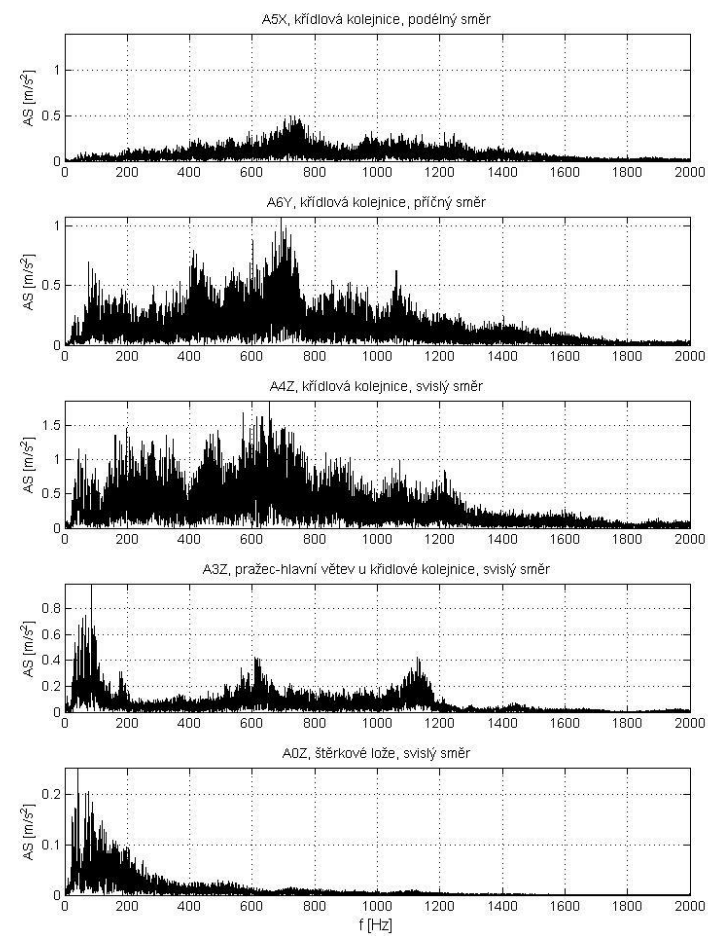 A5X, křídlová kolejnice, podélný směr
AS [m/s²]
1
0.5
0
0 200 400 600 800 1000 1200 1400 1600 1800 2000
A6Y, křídlová kolejnice, příčný směr
AS [m/s²]
1
0.5
0
0 200 400 600 800 1000 1200 1400 1600 1800 2000
A4Z, křídlová kolejnice, svislý směr
AS [m/s²]
1.5
1
0.5
0
0 200 400 600 800 1000 1200 1400 1600 1800 2000
A3Z, pražec-hlavní větev u křidlové kolejnice, svislý směr
AS [m/s²]
0.8
0.6
0.4
0.2
0
0 200 400 600 800 1000 1200 1400 1600 1800 2000
A0Z, štěrkové lože, svislý směr
AS [m/s²]
0.2
0.1
0
0 200 400 600 800 1000 1200 1400 1600 1800 2000
f [Hz]